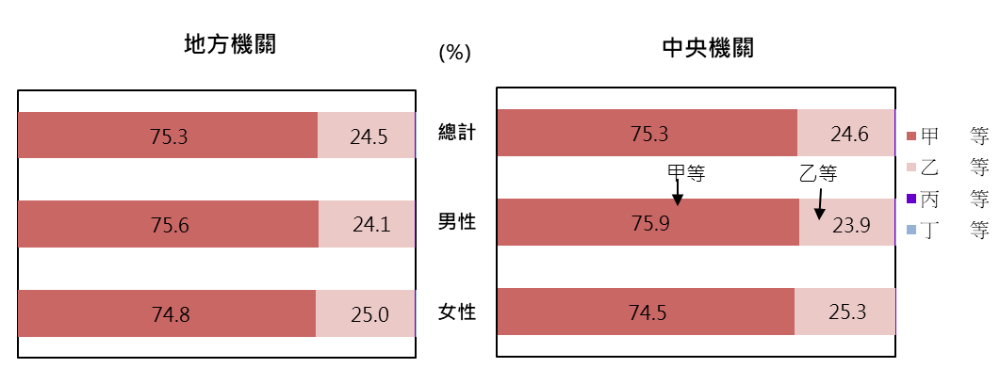 地方機關
(%)
中央機關
75.3
24.5
總計
75.3
24.6
甲等
乙等
75.6
24.1
男性
75.9
23.9
74.8
25.0
女性
74.5
25.3
甲 等
乙 等
丙 等
丁 等